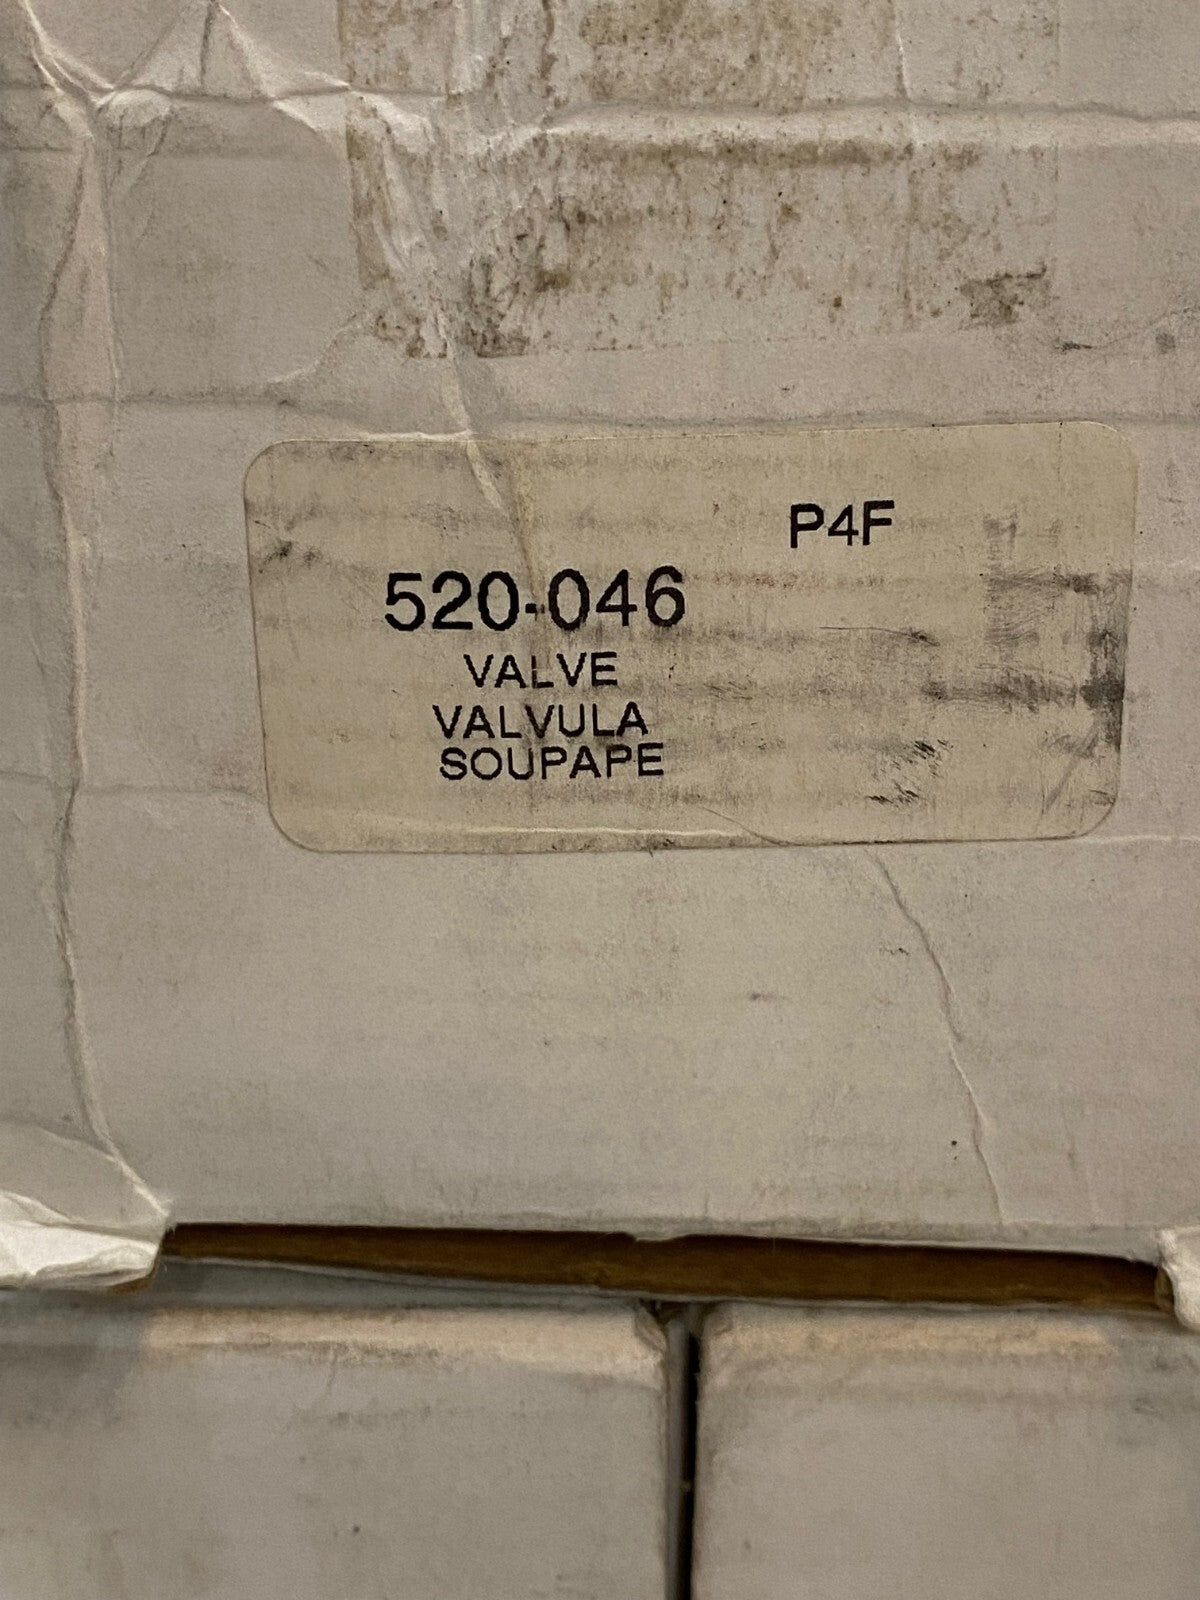 P4F
520-046
VALVE
VALVULA
SOUPAPE